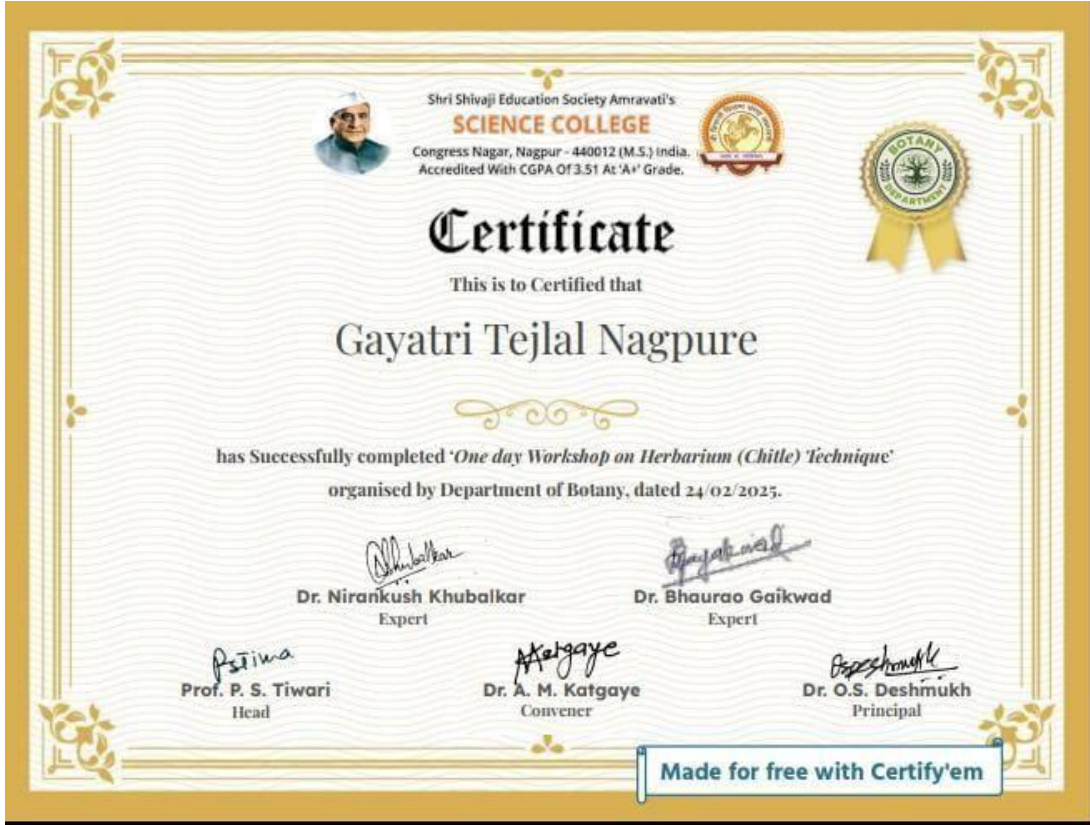 Shri Shivaji Education Society Amravati's
SCIENCE COLLEGE
Congress Nagar, Nagpur - 440012 (M.S.) India.
Accredited With CGPA Of 3.51 At 'A+' Grade.
BOTANY
DEPARTMENT
Certificate
This is to Certified that
Gayatri Tejlal Nagpure
has Successfully completed ‘One day Workshop on Herbarium (Chitle) Technique’
organised by Department of Botany, dated 24/02/2025.
Dr. Nirankush Khubalkar
Expert
Dr. Bhaurao Gaikwad
Expert
Prof. P. S. Tiwari
Head
Dr. A. M. Katgaye
Convener
Dr. O.S. Deshmukh
Principal
Made for free with Certify'em